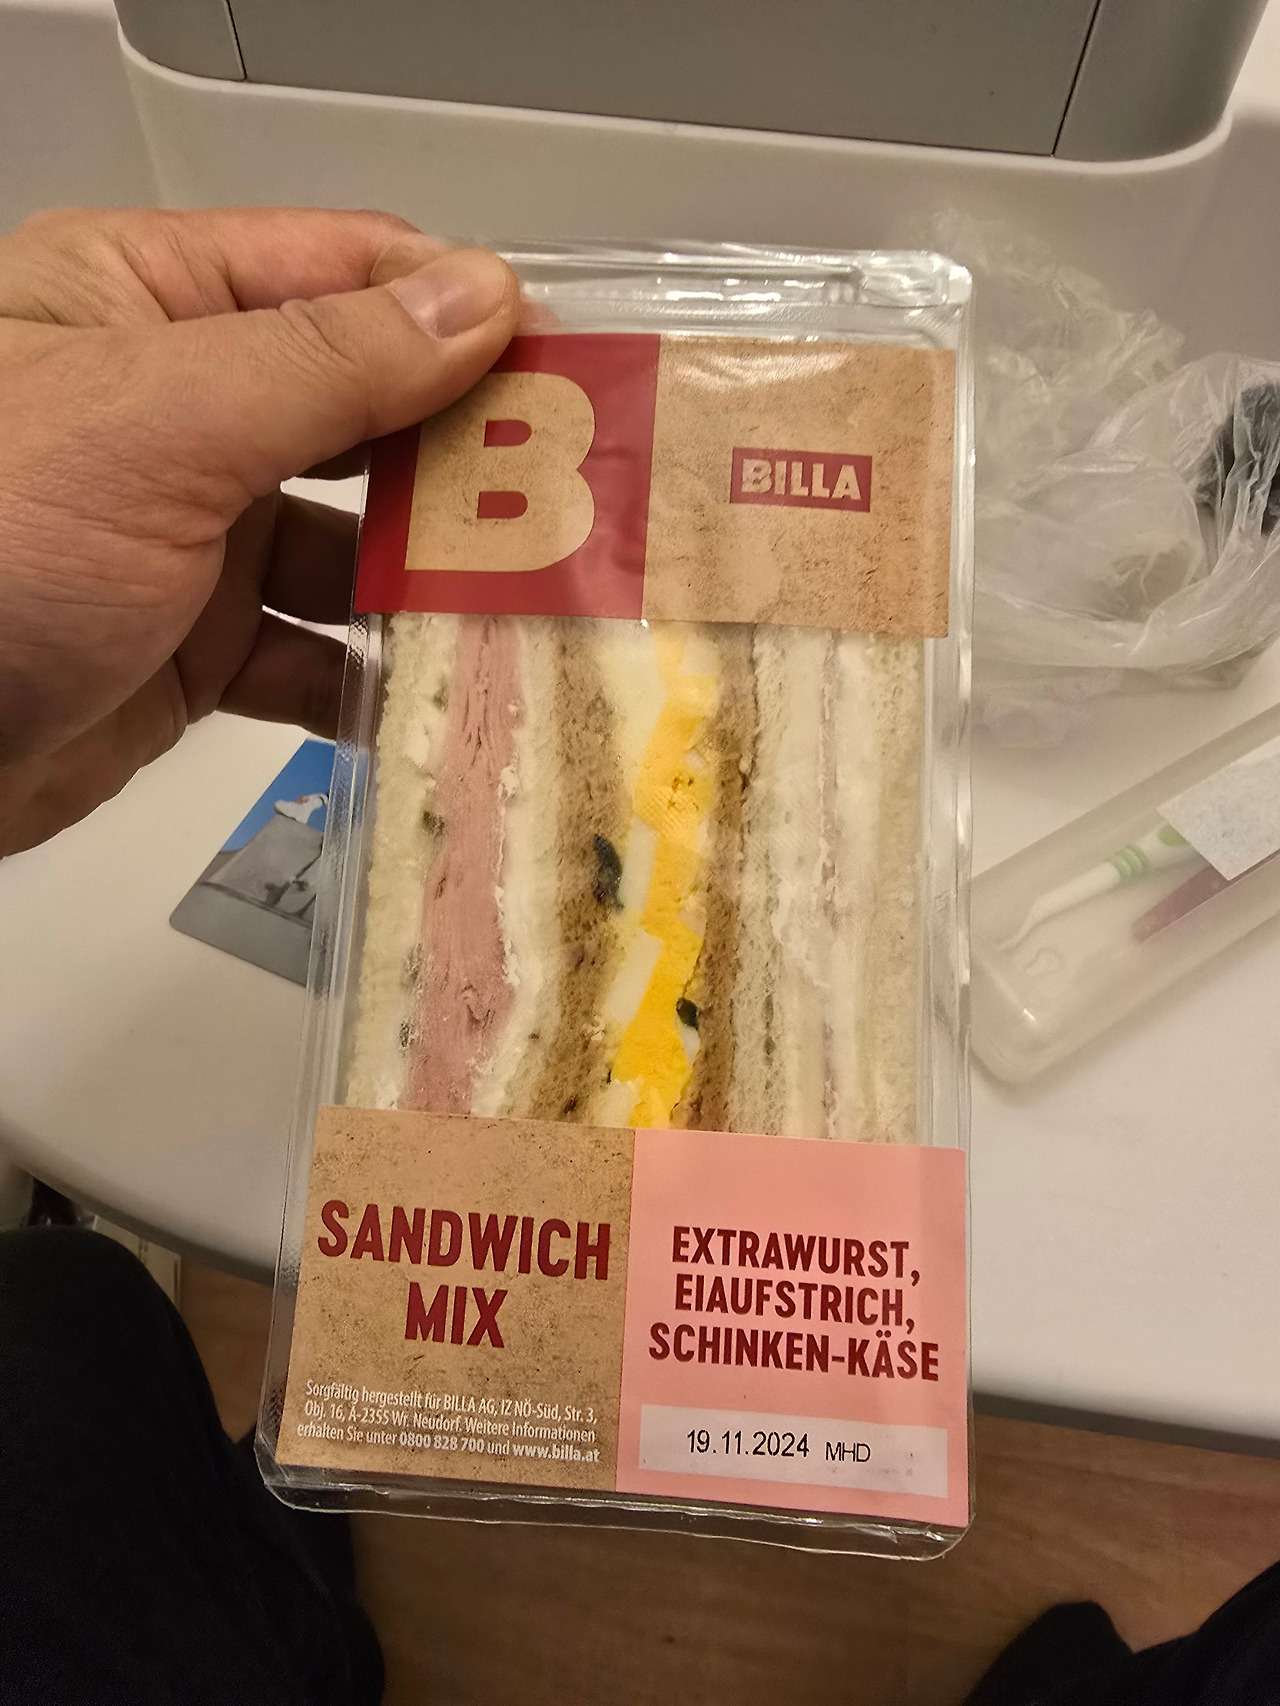 B
BILLA
SANDWICH
MIX
Sorgfältig hergestellt für BILLA AG, IZ NÖ-Süd, Str. 3,
Obj. 16, A-2355 Wr. Neudorf. Weitere Informationen
erhalten Sie unter 0800 828 700 und www.billa.at
EXTRAWURST,
EIAUFSTRICH,
SCHINKEN-KÄSE
19.11.2024 MHD